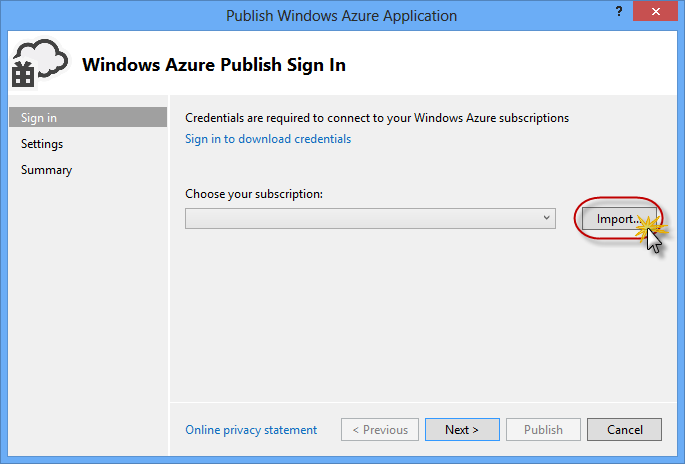 Publish Windows Azure Application
?
Windows Azure Publish Sign In
Sign in
Settings
Summary
Credentials are required to connect to your Windows Azure subscriptions
Sign in to download credentials
Choose your subscription:
Import...
Online privacy statement
< Previous
Next >
Publish
Cancel